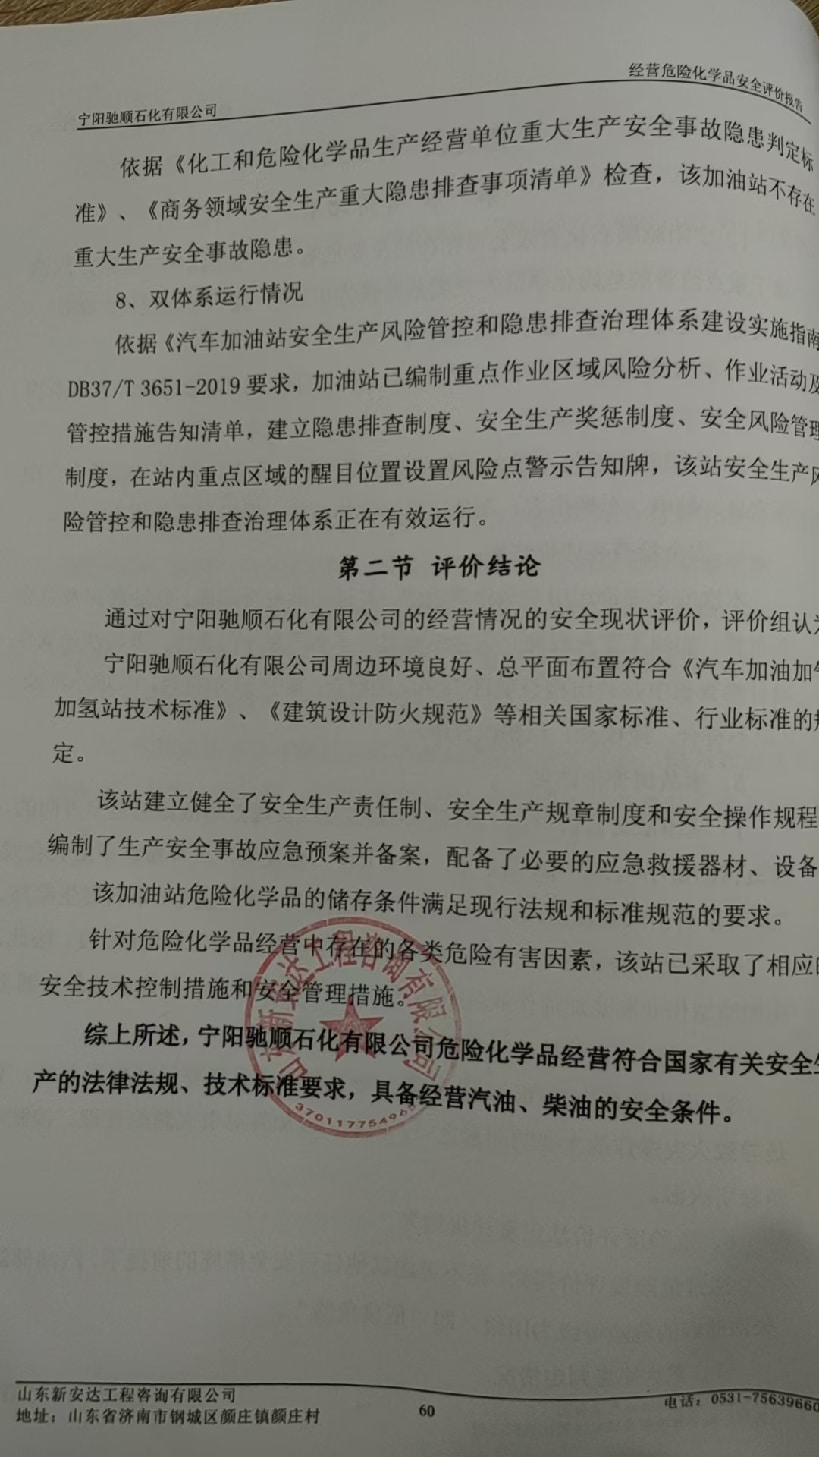 宁阳驰顺石化有限公司
经营危险化学品安全评价报告
依据《化工和危险化学品生产经营单位重大生产安全事故隐患判定标
准》、《商务领域安全生产重大隐患排查事项清单》检查，该加油站不存在
重大生产安全事故隐患。
8、双体系运行情况
依据《汽车加油站安全生产风险管控和隐患排查治理体系建设实施指南
DB37/T 3651-2019 要求，加油站已编制重点作业区域风险分析、作业活动及
管控措施告知清单，建立隐患排查制度、安全生产奖惩制度、安全风险管理
制度，在站内重点区域的醒目位置设置风险点警示告知牌，该站安全生产风
险管控和隐患排查治理体系正在有效运行。
第二节 评价结论
通过对宁阳驰顺石化有限公司的经营情况的安全现状评价，评价组认为
宁阳驰顺石化有限公司周边环境良好、总平面布置符合《汽车加油加气
加氢站技术标准》、《建筑设计防火规范》等相关国家标准、行业标准的规
定。
该站建立健全了安全生产责任制、安全生产规章制度和安全操作规程
编制了生产安全事故应急预案并备案，配备了必要的应急救援器材、设备
该加油站危险化学品的储存条件满足现行法规和标准规范的要求。
针对危险化学品经营中存在的各类危险有害因素，该站已采取了相应的
安全技术控制措施和安全管理措施。
综上所述，宁阳驰顺石化有限公司危险化学品经营符合国家有关安全生
产的法律法规、技术标准要求，具备经营汽油、柴油的安全条件。
山东新安达工程咨询有限公司
山东新安达工程咨询有限公司
地址：山东省济南市钢城区颜庄镇颜庄村
60
电话：0531-75639660